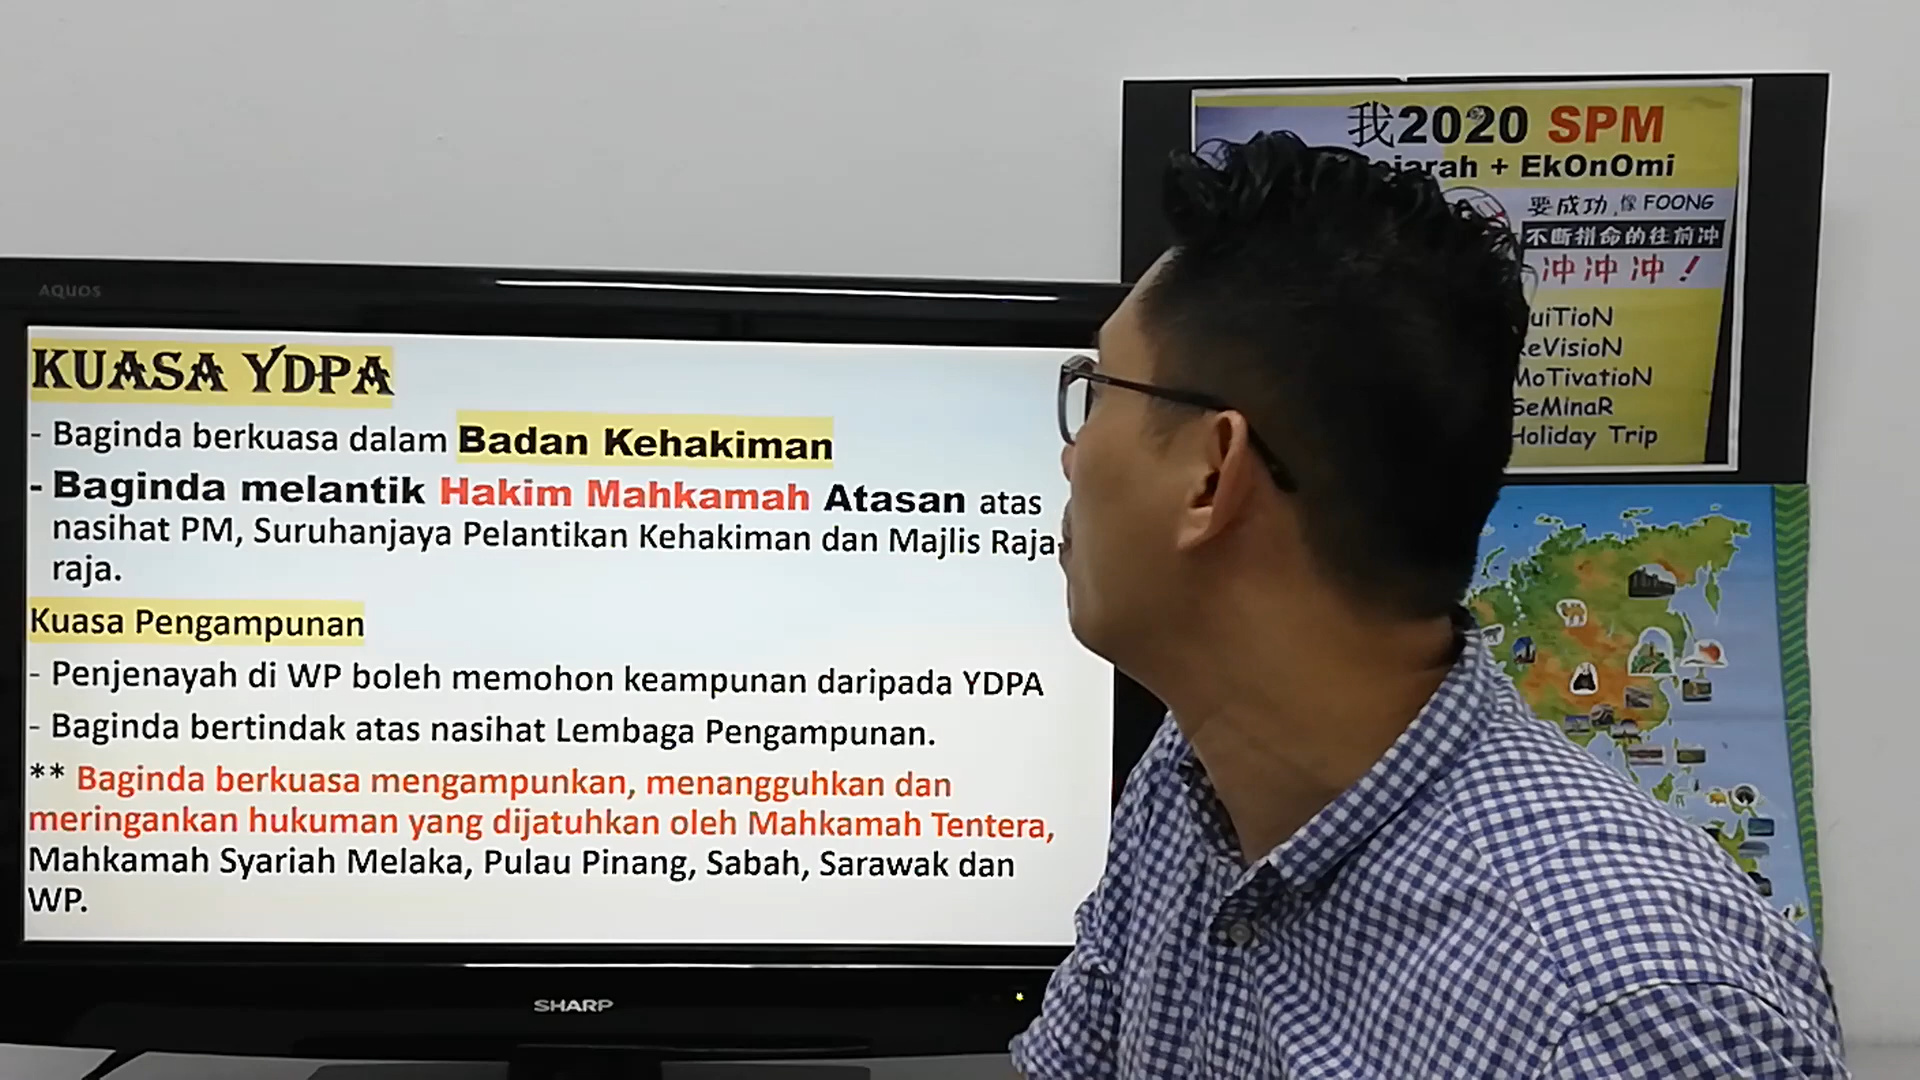 AQUOS
KUASA YDPA
- Baginda berkuasa dalam Badan Kehakiman
- Baginda melantik Hakim Mahkamah Atasan atas
nasihat PM, Suruhanjaya Pelantikan Kehakiman dan Majlis Raja-
raja.
Kuasa Pengampunan
- Penjenayah di WP boleh memohon keampunan daripada YDPA
- Baginda bertindak atas nasihat Lembaga Pengampunan.
** Baginda berkuasa mengampunkan, menangguhkan dan
meringankan hukuman yang dijatuhkan oleh Mahkamah Tentera,
Mahkamah Syariah Melaka, Pulau Pinang, Sabah, Sarawak dan
WP.
SHARP
我2020 SPM
+ EkOnOmi
要成功,像 FOONG
不断拼命的往前冲
冲 冲 冲 !
uiTioN
eVisioN
MoTivatioN
SeMinaR
Holiday Trip